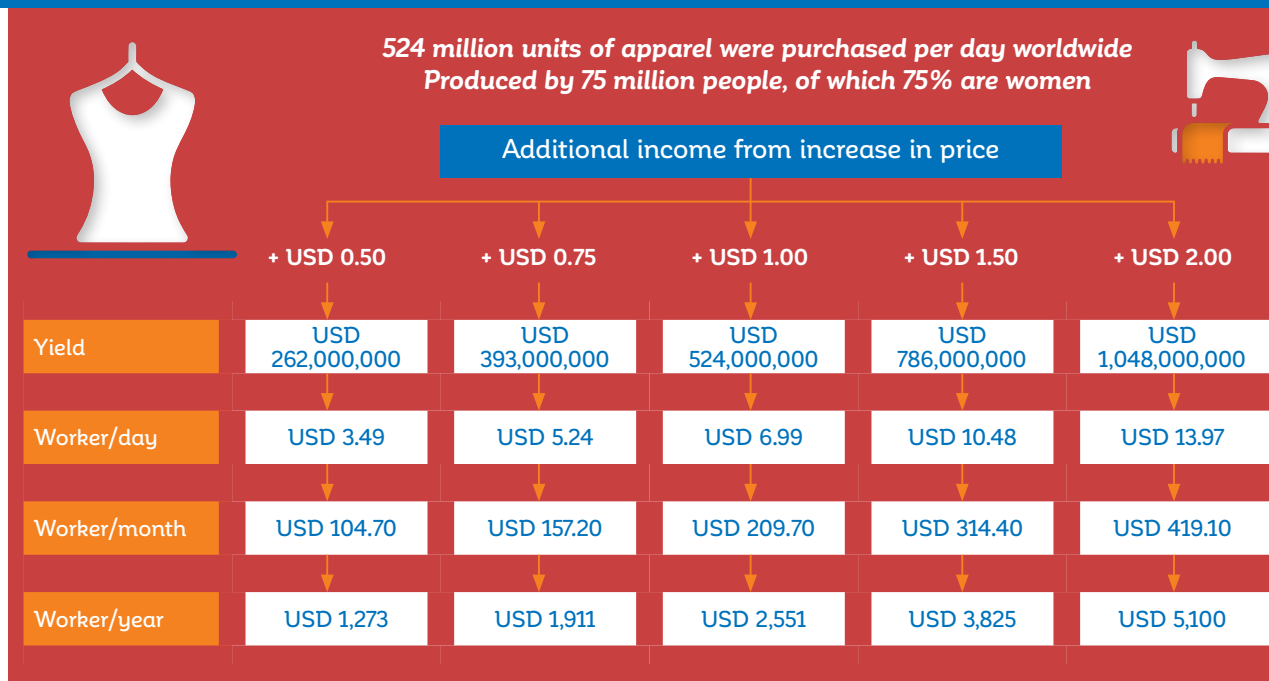 524 million units of apparel were purchased per day worldwide
Produced by 75 million people, of which 75% are women
Additional income from increase in price
+ USD 0.50 + USD 0.75 + USD 1.00 + USD 1.50 + USD 2.00
Yield USD 262,000,000 USD 393,000,000 USD 524,000,000 USD 786,000,000 USD 1,048,000,000
Worker/day USD 3.49 USD 5.24 USD 6.99 USD 10.48 USD 13.97
Worker/month USD 104.70 USD 157.20 USD 209.70 USD 314.40 USD 419.10
Worker/year USD 1,273 USD 1,911 USD 2,551 USD 3,825 USD 5,100